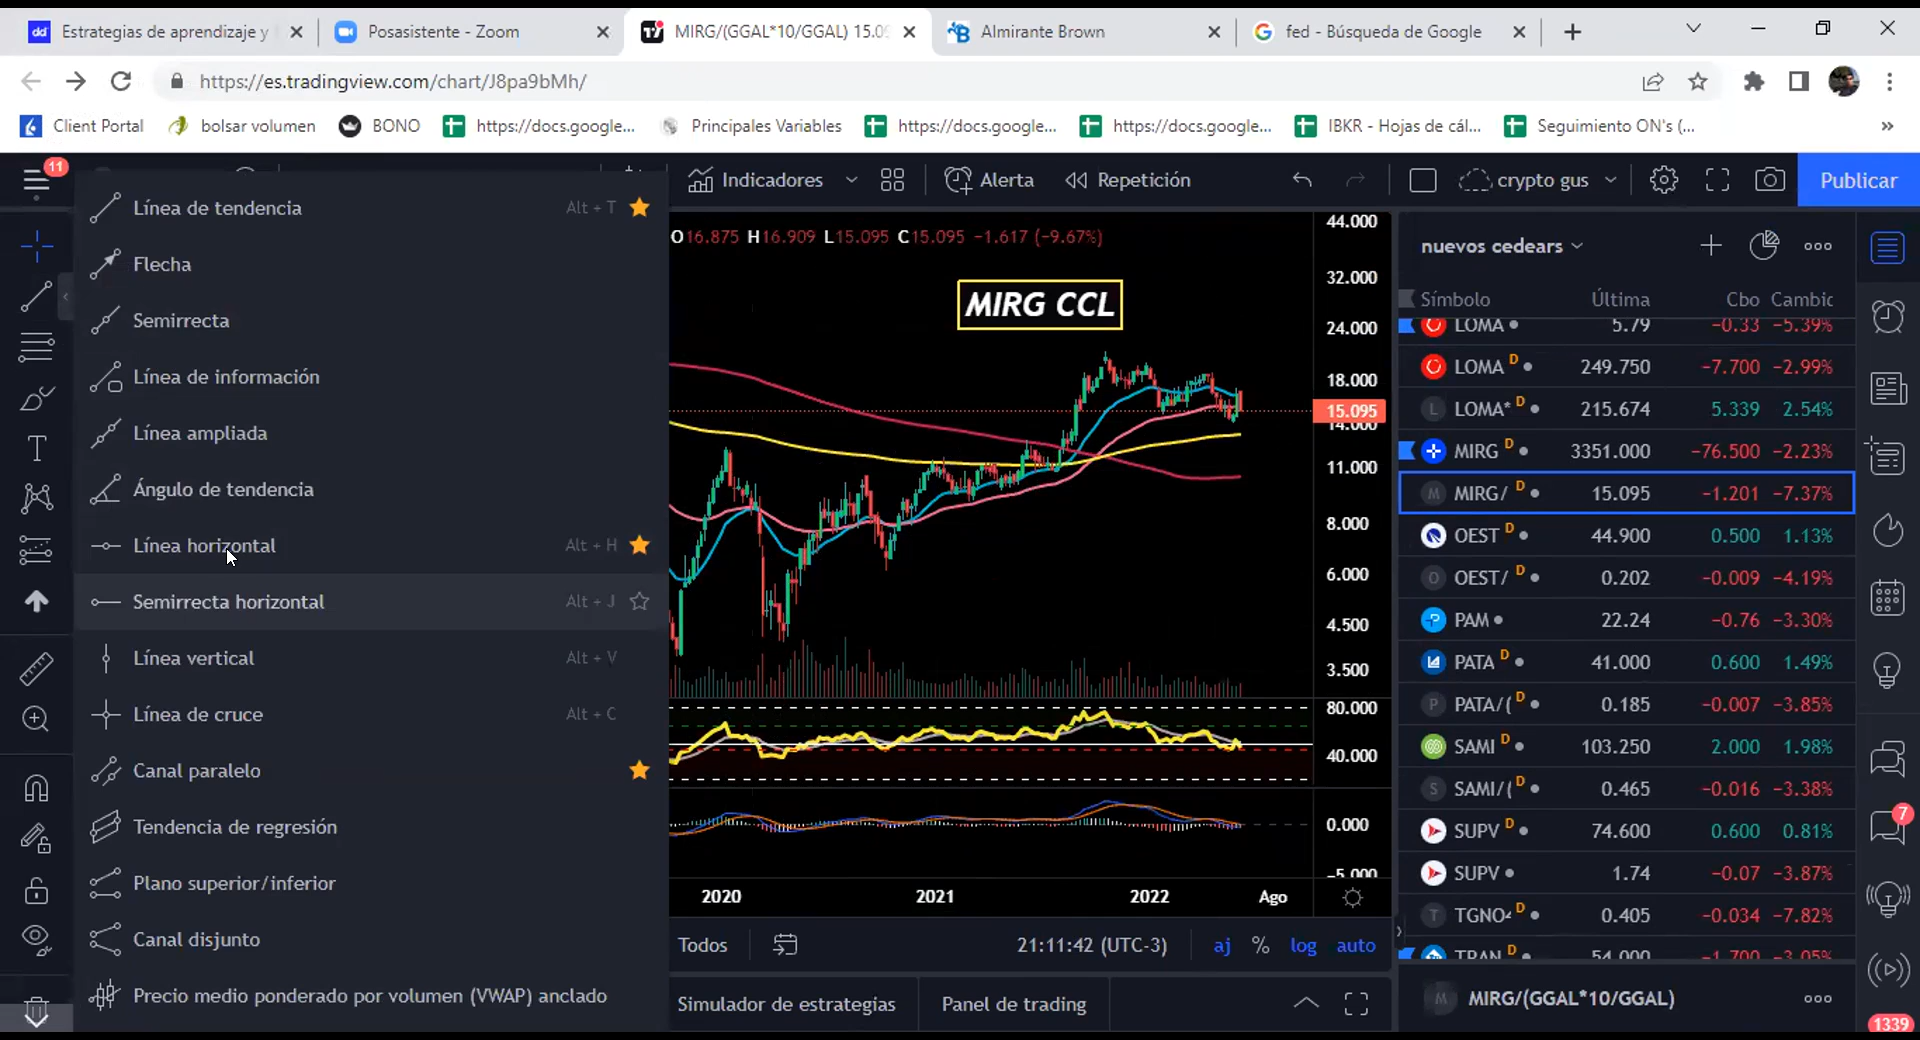 Estrategias de aprendizaje y
Posasistente - Zoom
MIRG/(GGAL*10/GGAL) 15.09
Almirante Brown
fed - Búsqueda de Google
https://es.tradingview.com/chart/J8pa9bMh/
Client Portal
bolsar volumen
BONO
https://docs.google...
Principales Variables
https://docs.google...
https://docs.google...
IBKR - Hojas de cál...
Seguimiento ON's (...
»
11
Indicadores
Alerta
Repetición
crypto gus
Publicar
Línea de tendencia Alt + T
Flecha
Semirrecta
Línea de información
Línea ampliada
Ángulo de tendencia
Línea horizontal Alt + H
Semirrecta horizontal Alt + J
Línea vertical Alt + V
Línea de cruce Alt + C
Canal paralelo
Tendencia de regresión
Plano superior/inferior
Canal disjunto
Precio medio ponderado por volumen (VWAP) anclado
O16.875 H16.909 L15.095 C15.095 −1.617 (−9.67%)
MIRG CCL
44.000
32.000
24.000
18.000
15.095
14.000
11.000
8.000
6.000
4.500
3.500
80.000
40.000
0.000
−5.000
2020 2021 2022 Ago
Todos
21:11:42 (UTC-3)
aj % log auto
Simulador de estrategias
Panel de trading
nuevos cedears
Símbolo Última Cbo Cambic
LOMA 5.79 −0.33 −5.39%
LOMA D 249.750 −7.700 −2.99%
L LOMA* D 215.674 5.339 2.54%
MIRG D 3351.000 −76.500 −2.23%
M MIRG/ D 15.095 −1.201 −7.37%
OEST D 44.900 0.500 1.13%
O OEST/ D 0.202 −0.009 −4.19%
PAM 22.24 −0.76 −3.30%
PATA D 41.000 0.600 1.49%
P PATA/( D 0.185 −0.007 −3.85%
SAMI D 103.250 2.000 1.98%
S SAMI/( D 0.465 −0.016 −3.38%
SUPV D 74.600 0.600 0.81%
SUPV 1.74 −0.07 −3.87%
T TGNO4 D 0.405 −0.034 −7.82%
TRAN D 54.000 −1.700 −3.05%
M MIRG/(GGAL*10/GGAL)
7
1339